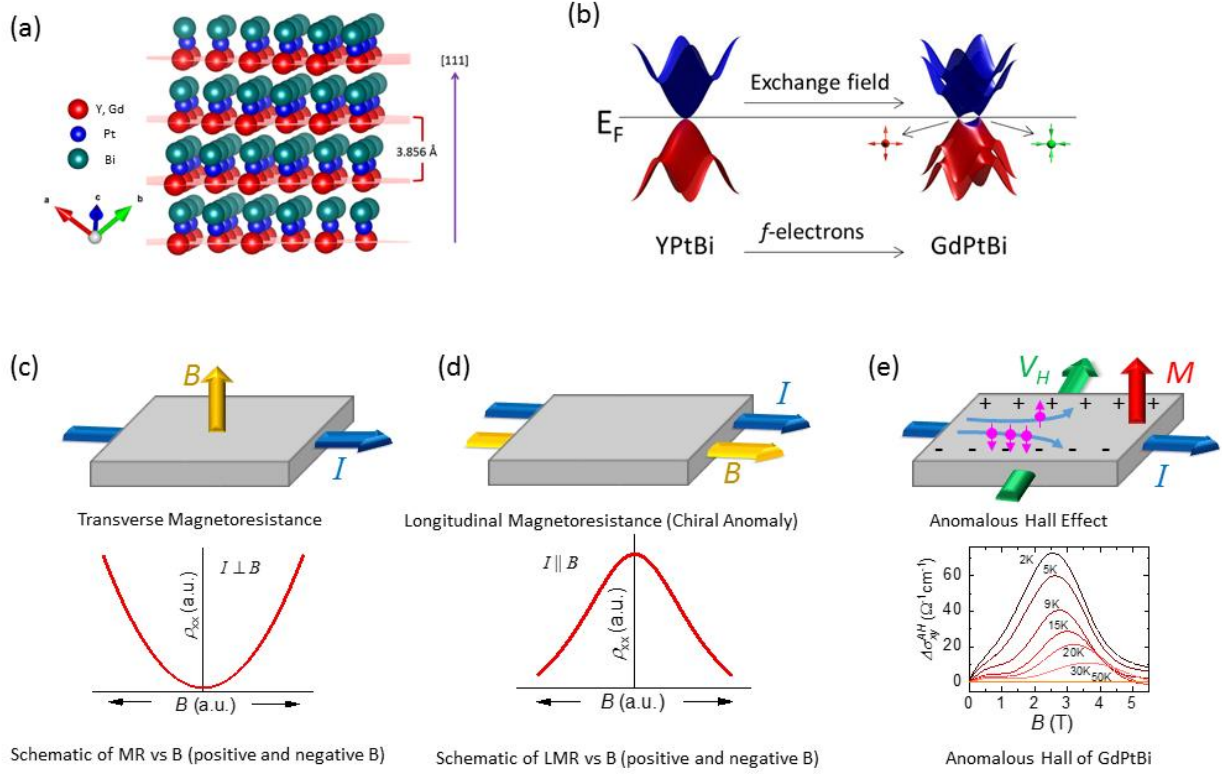 (a)
[111]
Y, Gd
Pt
Bi
3.856 Å
a
c
b
(b)
Exchange field
E_F
YPtBi
f-electrons
GdPtBi
(c)
B
I
Transverse Magnetoresistance
I ⊥ B
ρxx (a.u.)
B (a.u.)
Schematic of MR vs B (positive and negative B)
(d)
I
B
Longitudinal Magnetoresistance (Chiral Anomaly)
I ∥ B
ρxx (a.u.)
B (a.u.)
Schematic of LMR vs B (positive and negative B)
(e)
V_H
M
+ + + + + +
- - - - - -
I
Anomalous Hall Effect
60
40
20
0
Δσ_xy^AH (Ω⁻¹cm⁻¹)
2K
5K
9K
15K
20K
30K
50K
0 1 2 3 4 5
B (T)
Anomalous Hall of GdPtBi